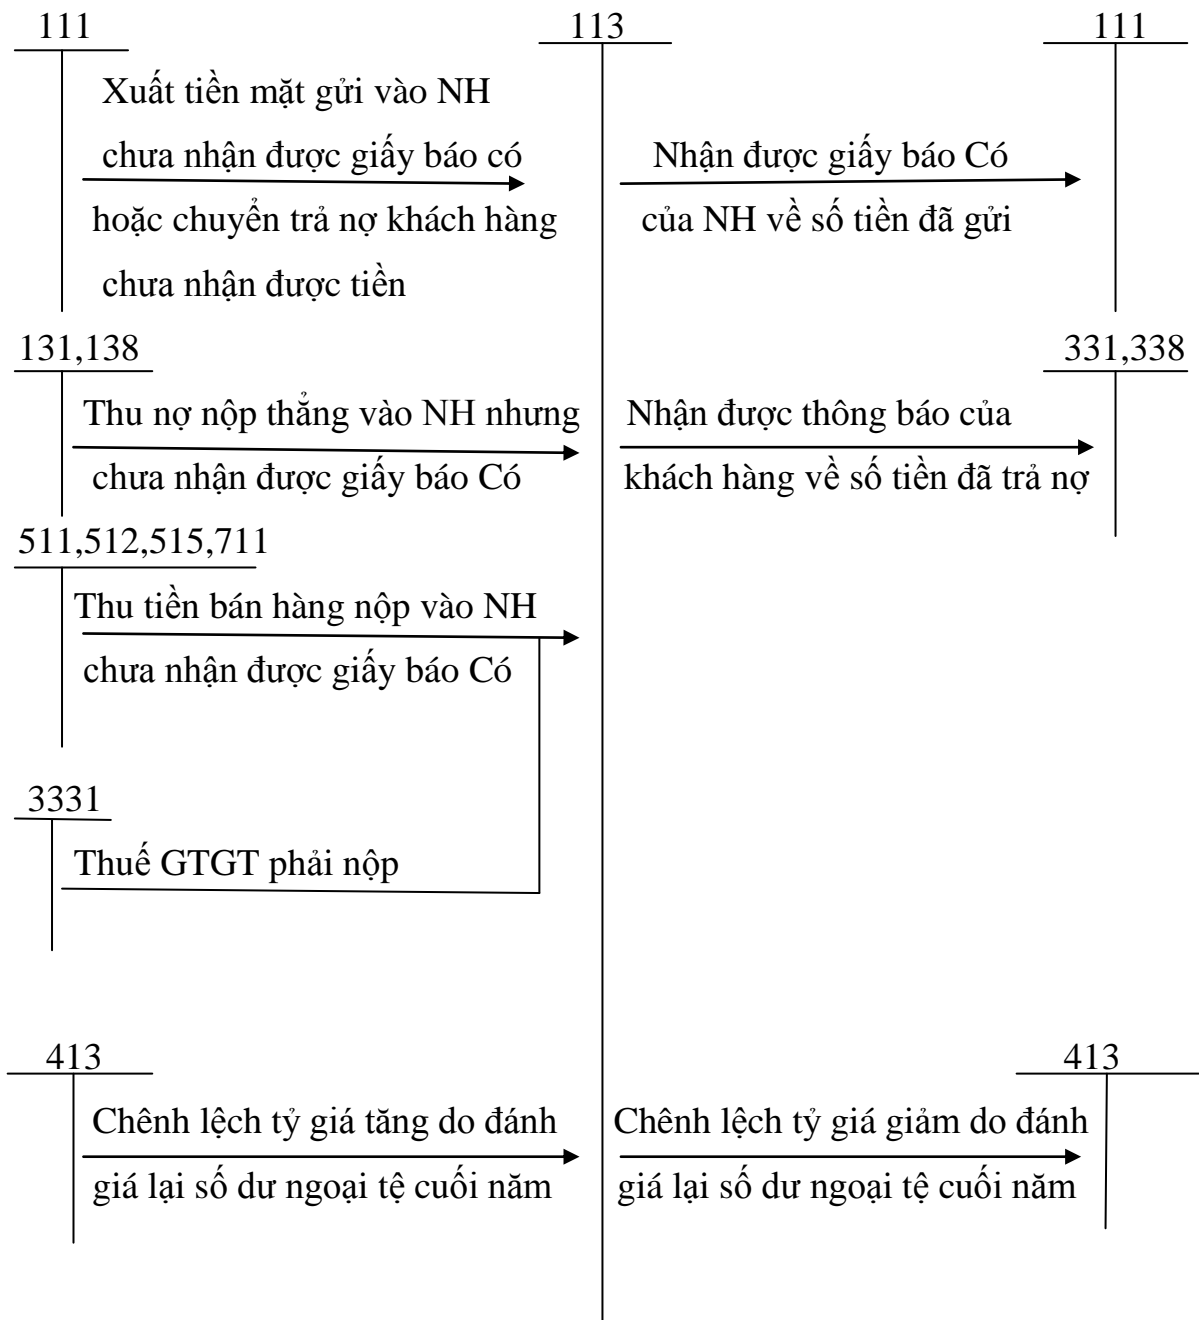 111
113
111
Xuất tiền mặt gửi vào NH
chưa nhận được giấy báo có
hoặc chuyển trả nợ khách hàng
chưa nhận được tiền
Nhận được giấy báo Có
của NH về số tiền đã gửi
131,138
331,338
Thu nợ nộp thẳng vào NH nhưng
chưa nhận được giấy báo Có
Nhận được thông báo của
khách hàng về số tiền đã trả nợ
511,512,515,711
Thu tiền bán hàng nộp vào NH
chưa nhận được giấy báo Có
3331
Thuế GTGT phải nộp
413
413
Chênh lệch tỷ giá tăng do đánh
giá lại số dư ngoại tệ cuối năm
Chênh lệch tỷ giá giảm do đánh
giá lại số dư ngoại tệ cuối năm